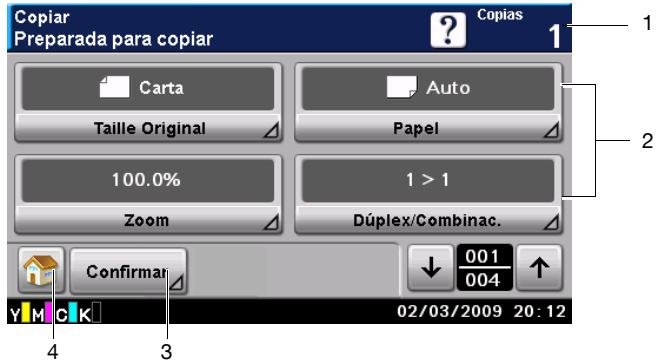 Copiar
Copias
Preparada para copiar
1
1
Carta
Auto
Taille Original
Papel
2
100.0%
1 > 1
Zoom
Dúplex/Combinac.
Confirmar
001
004
Y M C K
02/03/2009 20:12
4
3